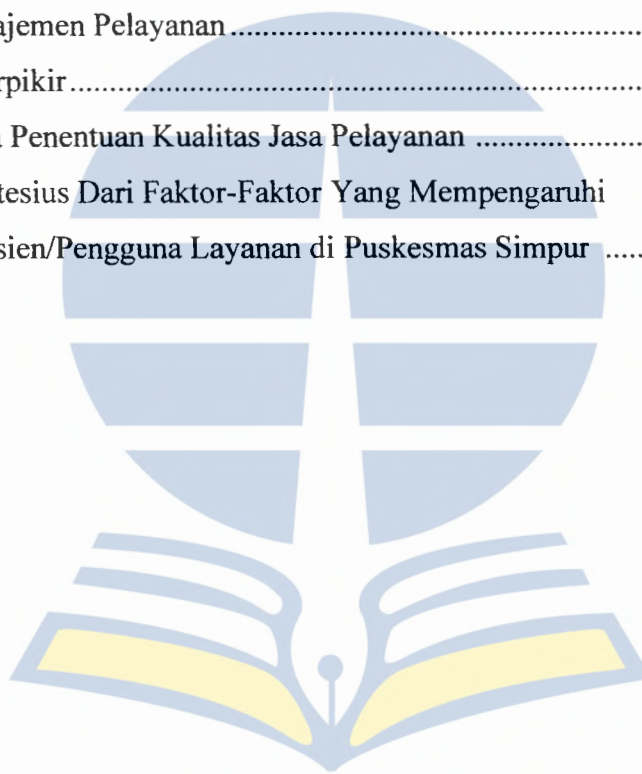 ajemen Pelayanan ........................................................
rpikir ................................................................................
Penentuan Kualitas Jasa Pelayanan .......................
tesius Dari Faktor-Faktor Yang Mempengaruhi
sien/Pengguna Layanan di Puskesmas Simpur .....